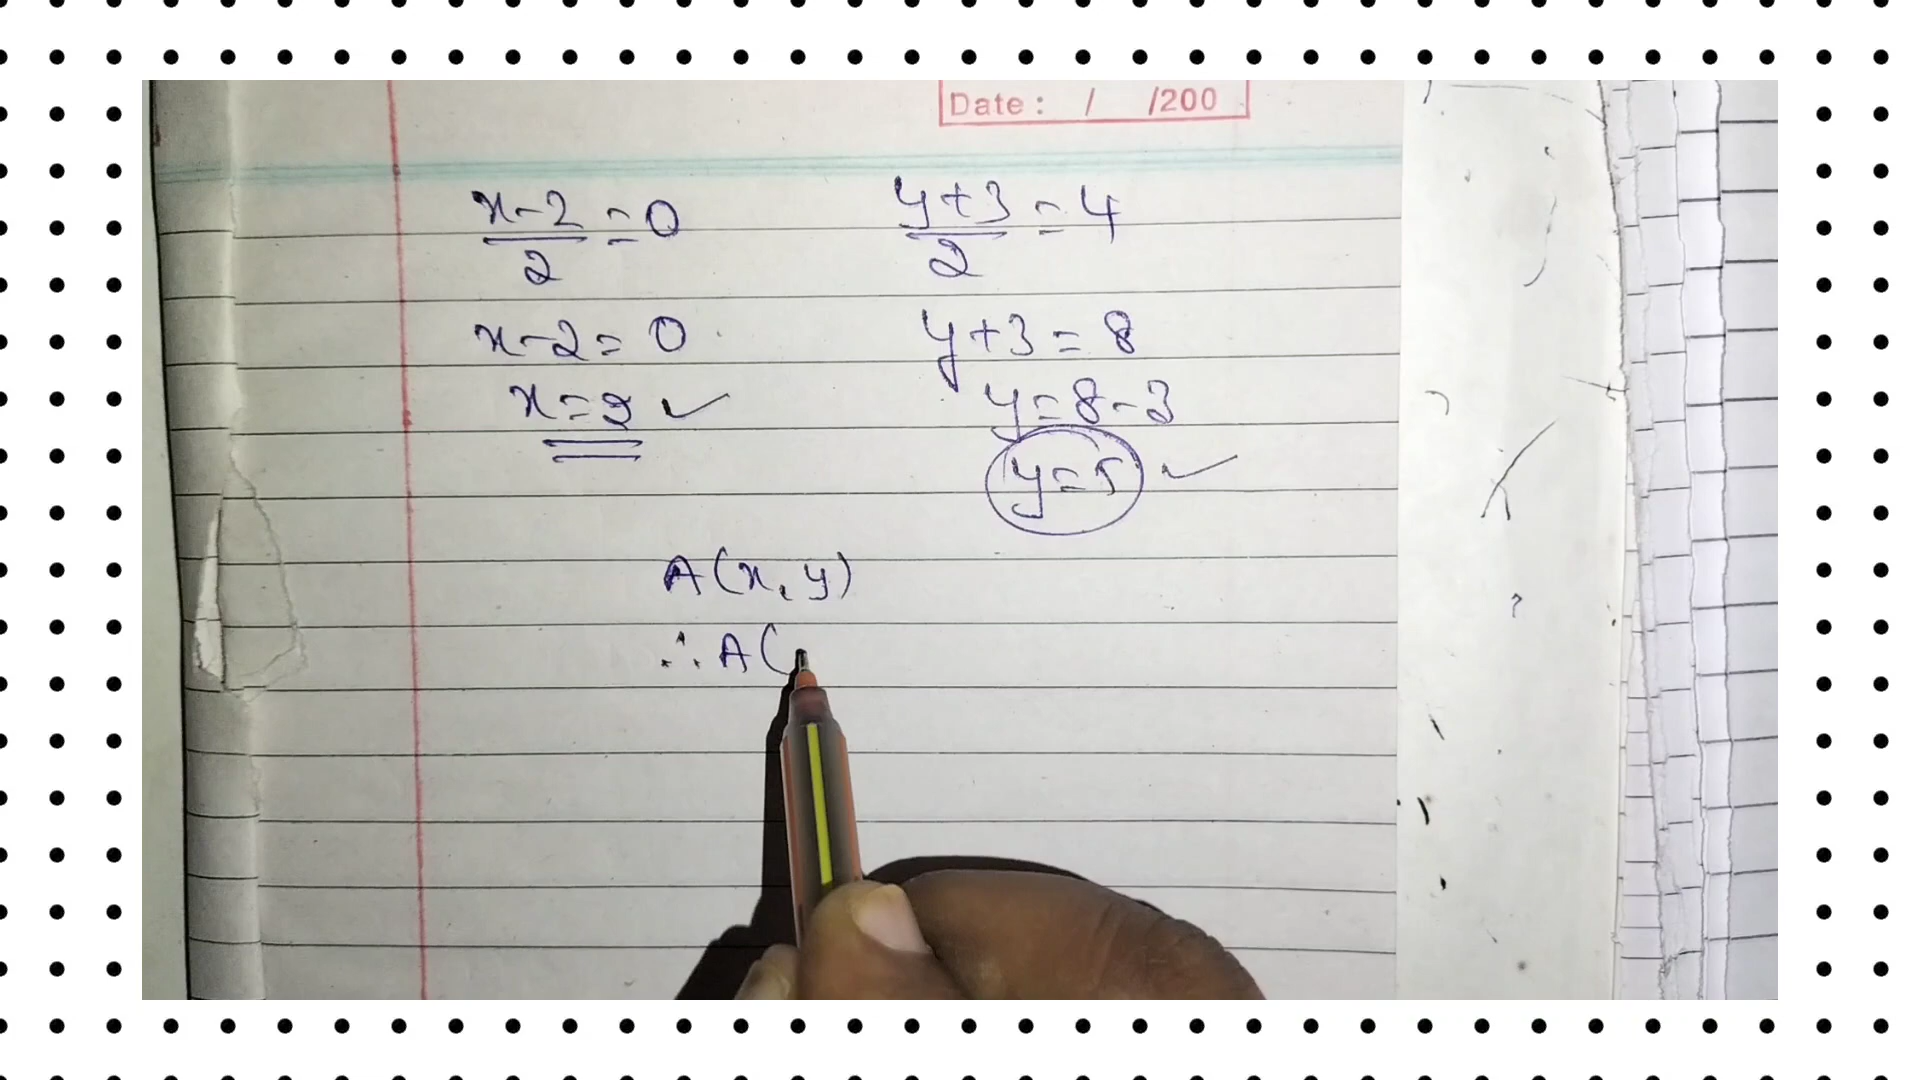 Date : / /200
x-2/2 = 0 y+3/2 = 4
x-2 = 0 y+3 = 8
x = 2 ✓ y = 8-3
y = 5 ✓
A(x, y)
∴ A(